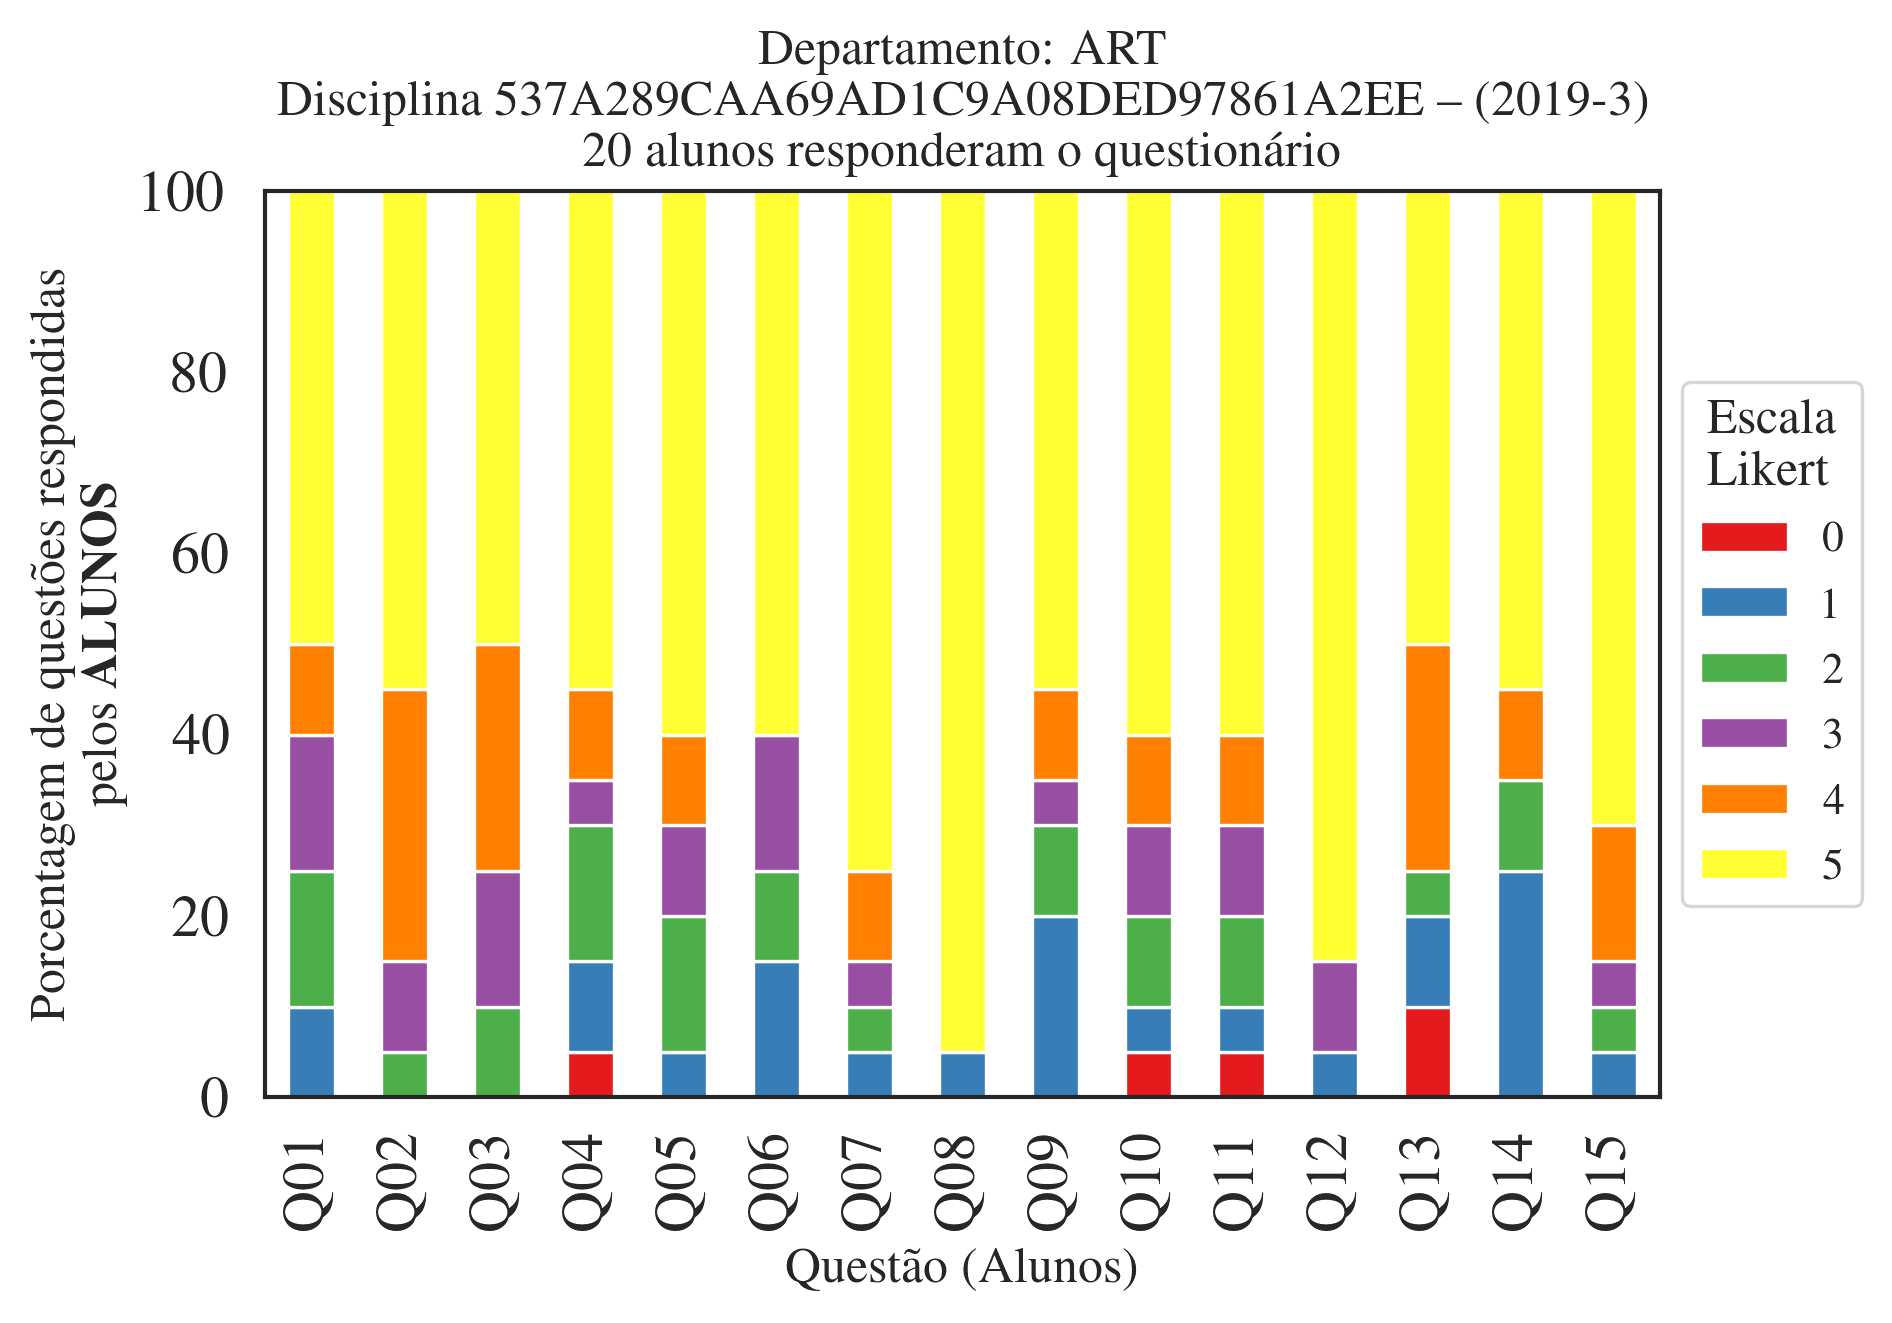 Departamento: ART
Disciplina 537A289CAA69AD1C9A08DED97861A2EE – (2019-3)
20 alunos responderam o questionário
Porcentagem de questões respondidas
pelos ALUNOS
100
80
60
40
20
0
Q01
Q02
Q03
Q04
Q05
Q06
Q07
Q08
Q09
Q10
Q11
Q12
Q13
Q14
Q15
Questão (Alunos)
Escala
Likert
0
1
2
3
4
5